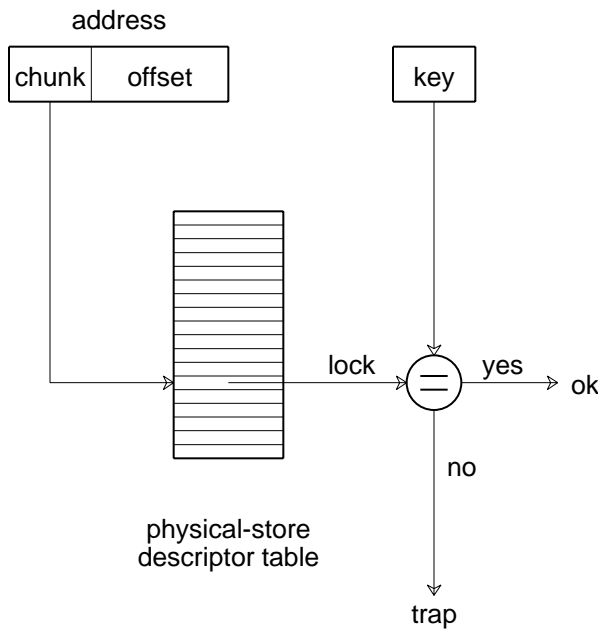 address
chunk offset
key
lock
=
yes
ok
no
physical-store
descriptor table
trap